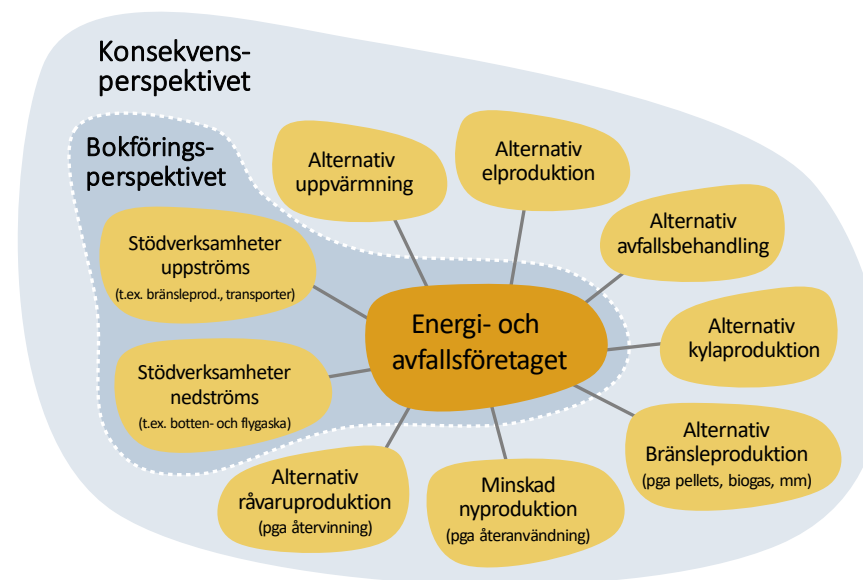 Konsekvens-
perspektivet
Bokförings-
perspektivet
Alternativ
uppvärmning
Alternativ
elproduktion
Alternativ
avfallsbehandling
Stödverksamheter
uppströms
(t.ex. bränsleprod., transporter)
Energi- och
avfallsföretaget
Alternativ
kylaproduktion
Stödverksamheter
nedströms
(t.ex. botten- och flygaska)
Alternativ
Bränsleproduktion
(pga pellets, biogas, mm)
Alternativ
råvaruproduktion
(pga återvinning)
Minskad
nyproduktion
(pga återanvändning)